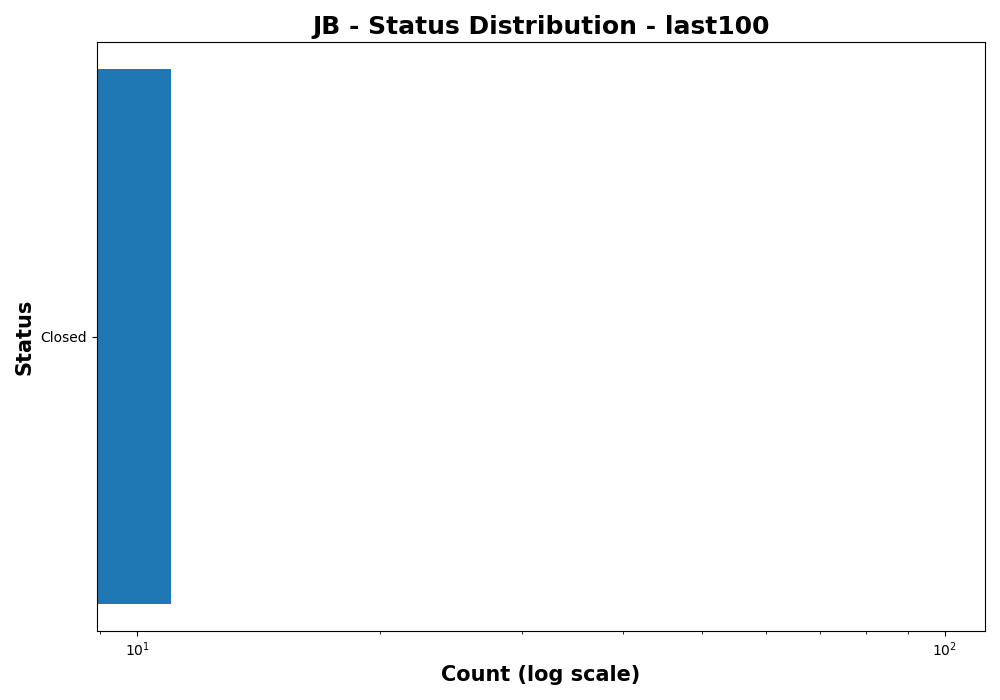 JB - Status Distribution - last100
Status
Closed
10¹ 10²
Count (log scale)